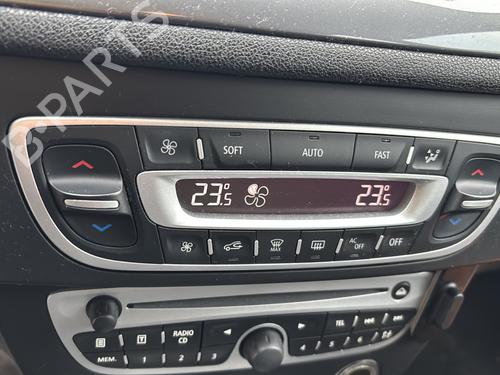 B-PARTS
SOFT AUTO FAST
23.5° 23.5°
MAX AC OFF OFF
RADIO CD TEL
MEM. 1 2 3 4 5 6